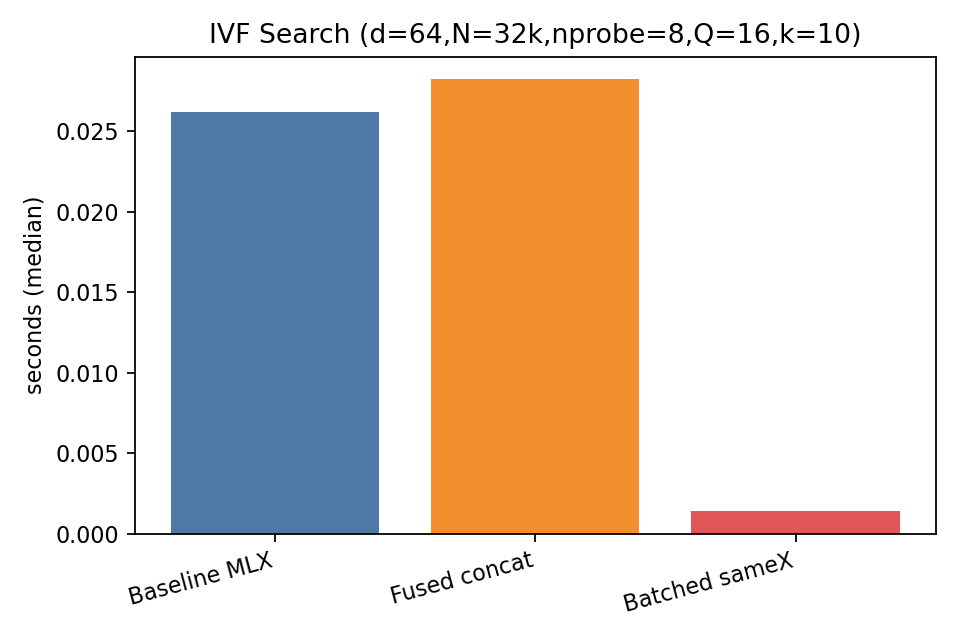 IVF Search (d=64,N=32k,nprobe=8,Q=16,k=10)
seconds (median)
0.025
0.020
0.015
0.010
0.005
0.000
Baseline MLX
Fused concat
Batched sameX